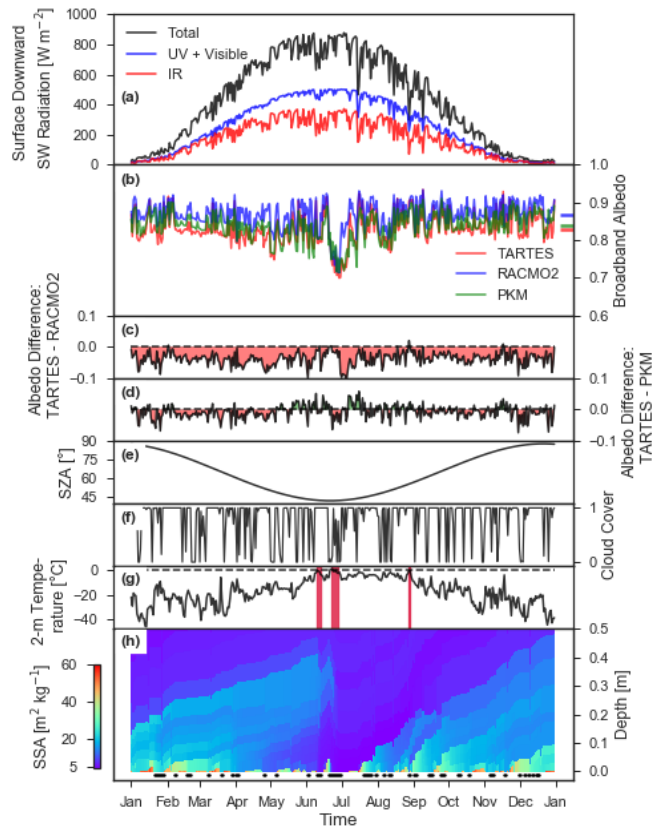 1000
800
600
400
200
0
Surface Downward
SW Radiation [W m⁻²]
Total
UV + Visible
IR
(a)
(b)
1.0
0.9
0.8
0.7
0.6
Broadband Albedo
TARTES
RACMO2
PKM
Albedo Difference:
TARTES - RACMO2
0.1
0.0
−0.1
(c)
(d)
0.1
0.0
−0.1
Albedo Difference:
TARTES - PKM
90
75
60
45
SZA [°]
(e)
(f)
1
0
Cloud Cover
(g)
0
−20
−40
2-m Tempe-
rature [°C]
(h)
60
40
20
5
SSA [m² kg⁻¹]
0.5
0.4
0.3
0.2
0.1
0.0
Depth [m]
Jan Feb Mar Apr May Jun Jul Aug Sep Oct Nov Dec Jan
Time